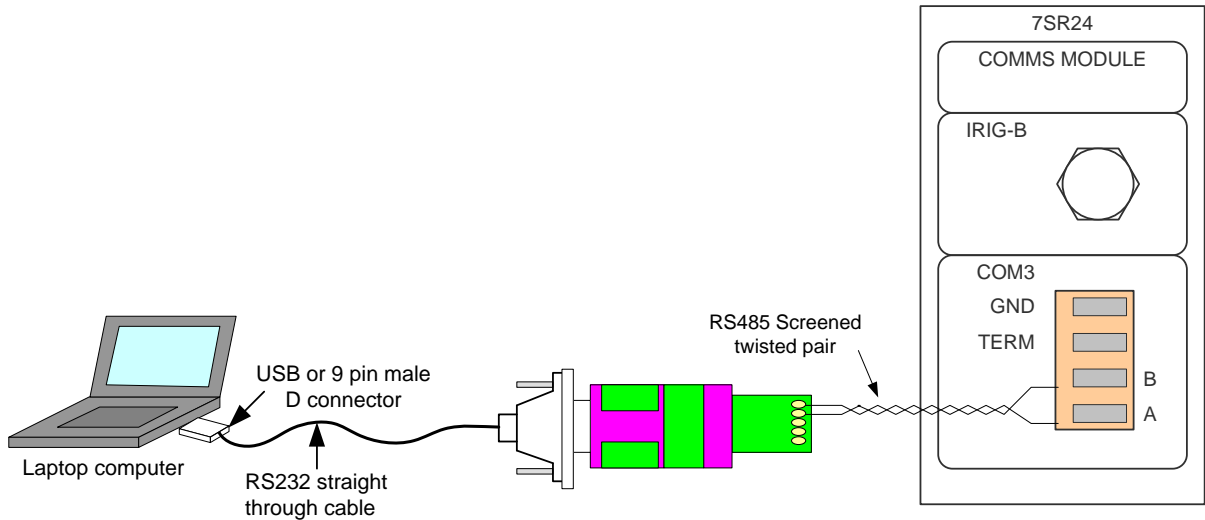 7SR24
COMMS MODULE
IRIG-B
COM3
GND
TERM
B
A
RS485 Screened
twisted pair
USB or 9 pin male
D connector
Laptop computer
RS232 straight
through cable